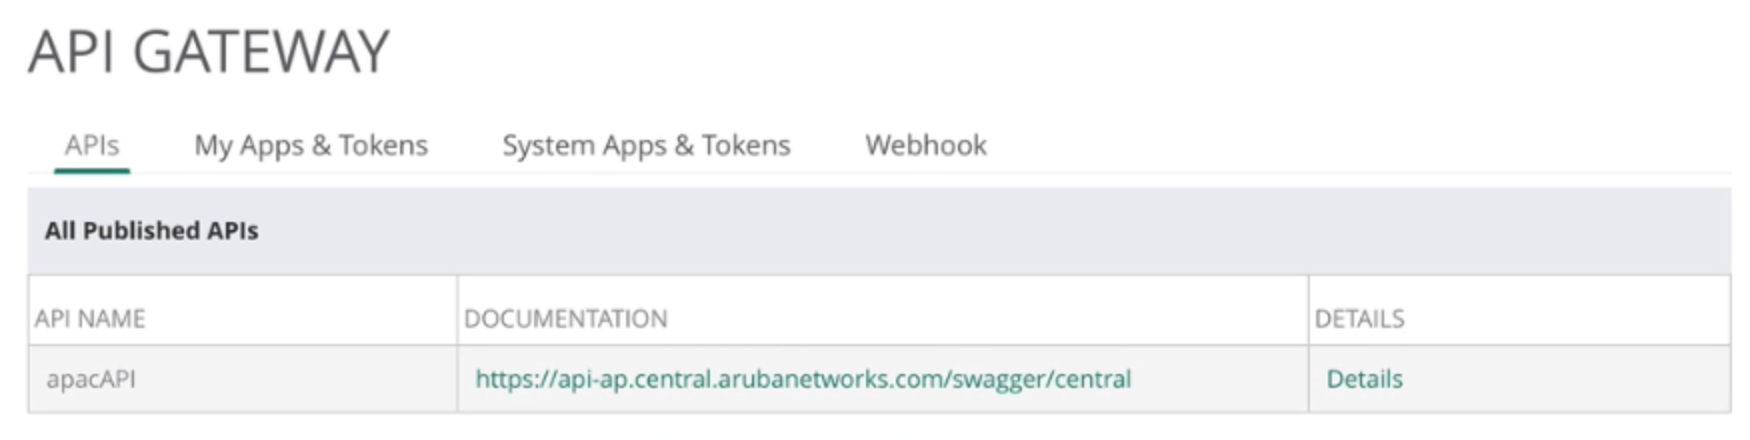 API GATEWAY
APIs My Apps & Tokens System Apps & Tokens Webhook
All Published APIs
API NAME DOCUMENTATION DETAILS
apacAPI https://api-ap.central.arubanetworks.com/swagger/central Details